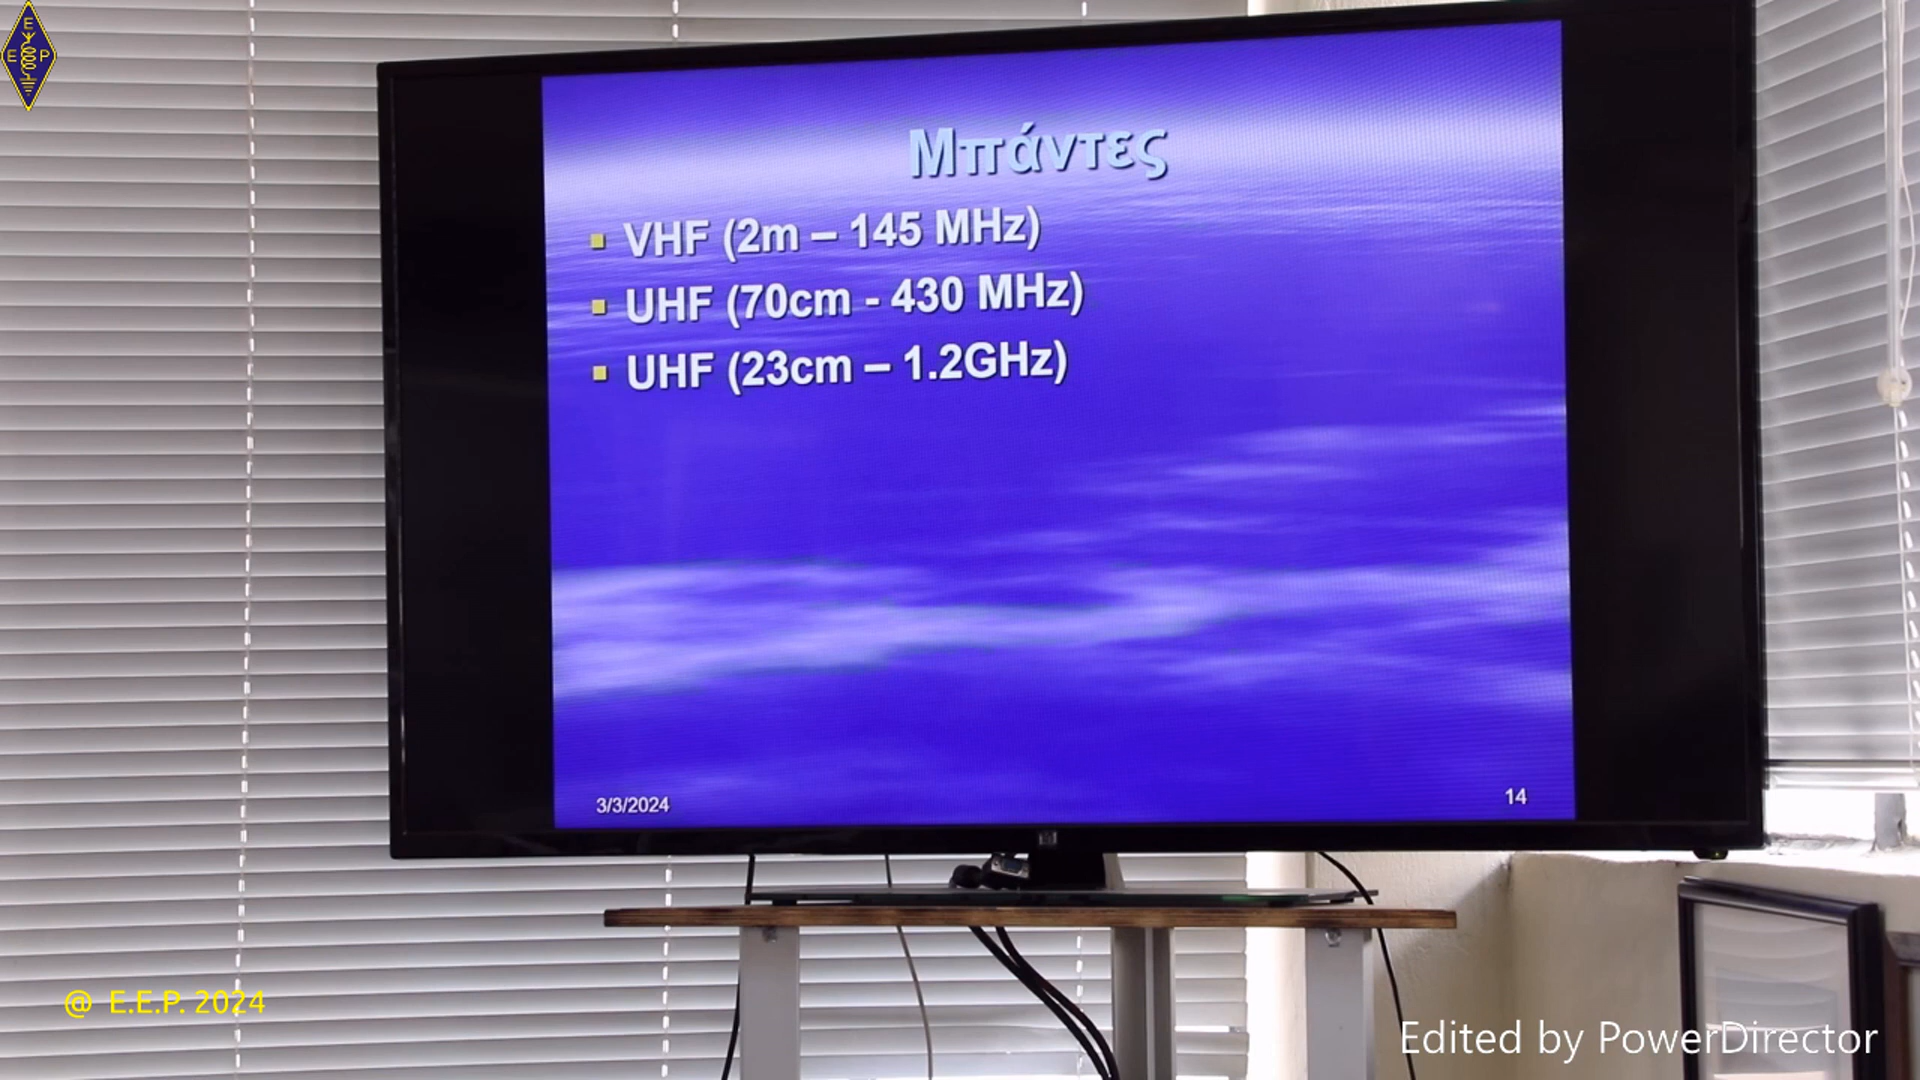 E
E P
Μπάντες
▪ VHF (2m – 145 MHz)
▪ UHF (70cm - 430 MHz)
▪ UHF (23cm – 1.2GHz)
3/3/2024
14
@ E.E.P. 2024
Edited by PowerDirector